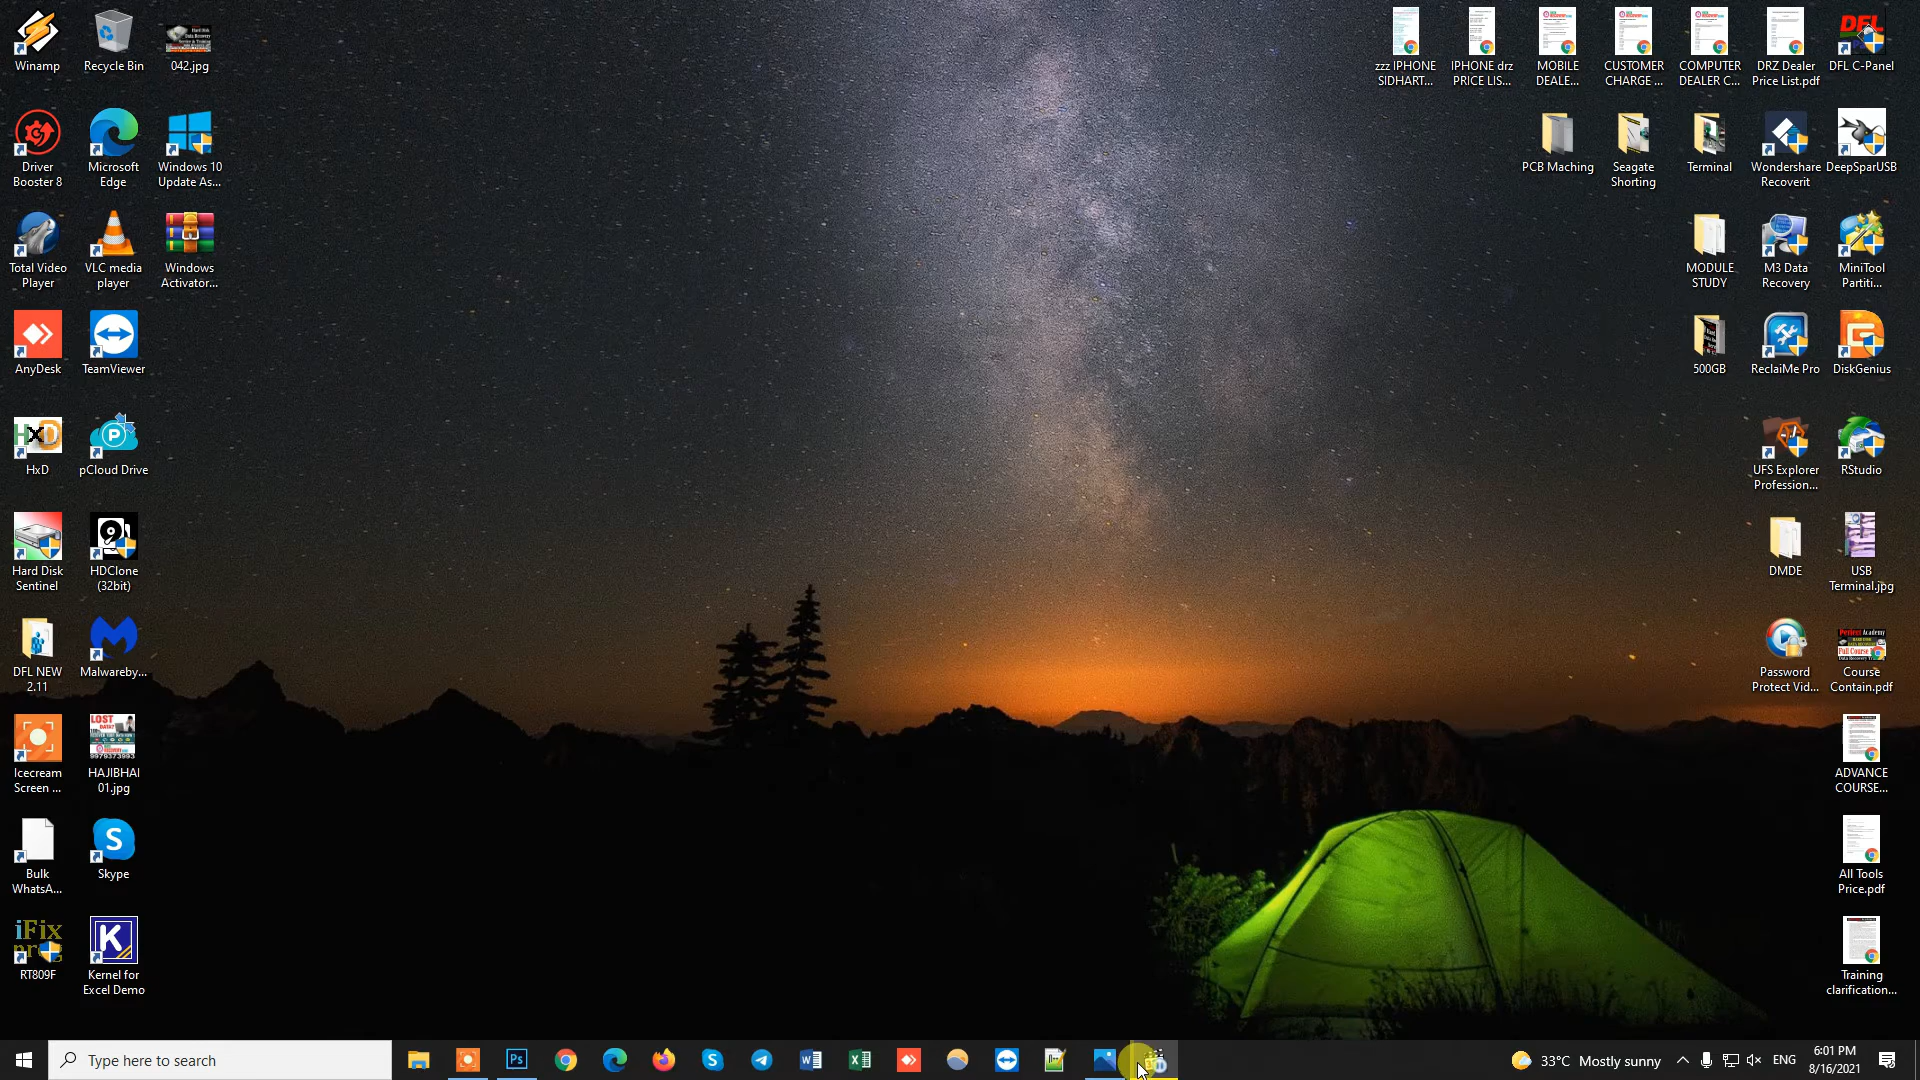 Winamp
Recycle Bin
042.jpg
Driver
Booster 8
Microsoft
Edge
Windows 10
Update As...
Total Video
Player
VLC media
player
Windows
Activator...
AnyDesk
TeamViewer
HxD
pCloud Drive
Hard Disk
Sentinel
HDClone
(32bit)
DFL NEW
2.11
Malwareby...
Icecream
Screen ...
LOST
HAJIBHAI
01.jpg
Bulk
WhatsA...
Skype
RT809F
Kernel for
Excel Demo
zzz IPHONE
SIDHART...
IPHONE drz
PRICE LIS...
MOBILE
DEALE...
CUSTOMER
CHARGE ...
COMPUTER
DEALER C...
DRZ Dealer
Price List.pdf
DFL
DFL C-Panel
PCB Maching
Seagate
Shorting
Terminal
Wondershare
Recoverit
DeepSparUSB
MODULE
STUDY
M3 Data
Recovery
MiniTool
Partiti...
500GB
ReclaiMe Pro
DiskGenius
UFS Explorer
Profession...
RStudio
DMDE
USB
Terminal.jpg
Password
Protect Vid...
Course
Contain.pdf
ADVANCE
COURSE...
All Tools
Price.pdf
Training
clarification...
Type here to search
Ps
33°C Mostly sunny
ENG
6:01 PM
8/16/2021